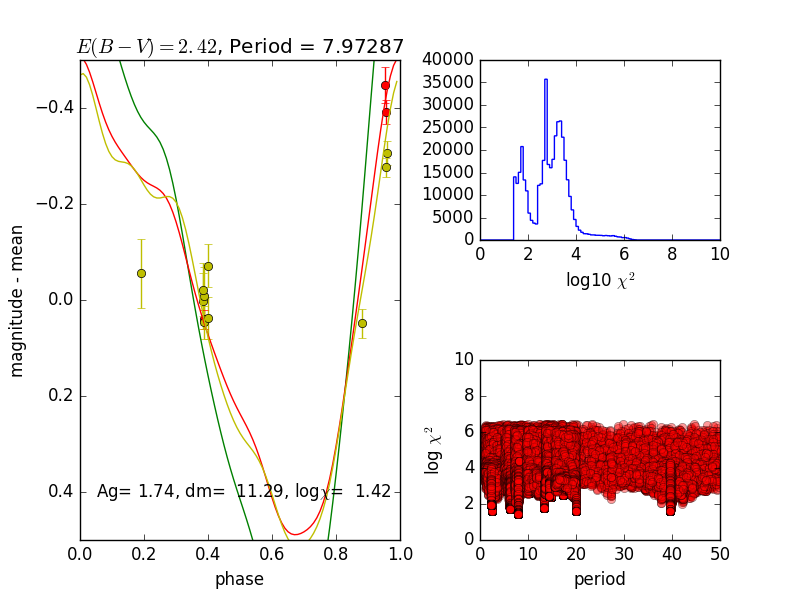 E(B − V) = 2.42, Period = 7.97287
magnitude - mean
−0.4
−0.2
0.0
0.2
0.4
Ag= 1.74, dm= 11.29, logχ= 1.42
0.0 0.2 0.4 0.6 0.8 1.0
phase
40000
35000
30000
25000
20000
15000
10000
5000
0
0 2 4 6 8 10
log10 χ²
log χ²
10
8
6
4
2
0
0 10 20 30 40 50
period